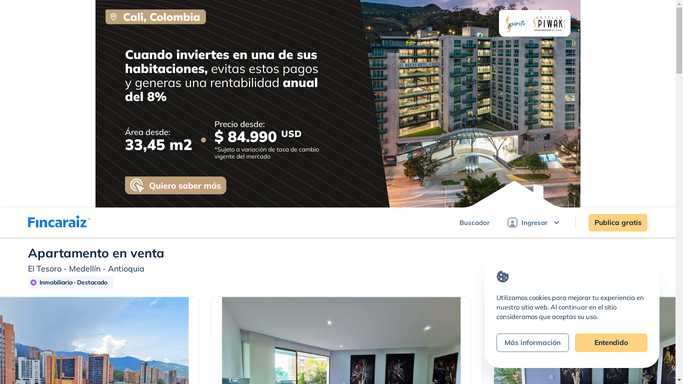 Cali, Colombia
Cuando inviertes en una de sus
habitaciones, evitas estos pagos
y generas una rentabilidad anual
del 8%
Área desde:
33,45 m2
Precio desde:
$ 84.990 USD
*Sujeto a variación de tasa de cambio
vigente del mercado
Quiero saber más
PIWAK
Fincaraiz
Buscador
Ingresar
Publica gratis
Apartamento en venta
El Tesoro - Medellín - Antioquia
Inmobiliaria - Destacado
Utilizamos cookies para mejorar tu experiencia en
nuestro sitio web. Al continuar en el sitio
consideramos que aceptas su uso.
Más información
Entendido